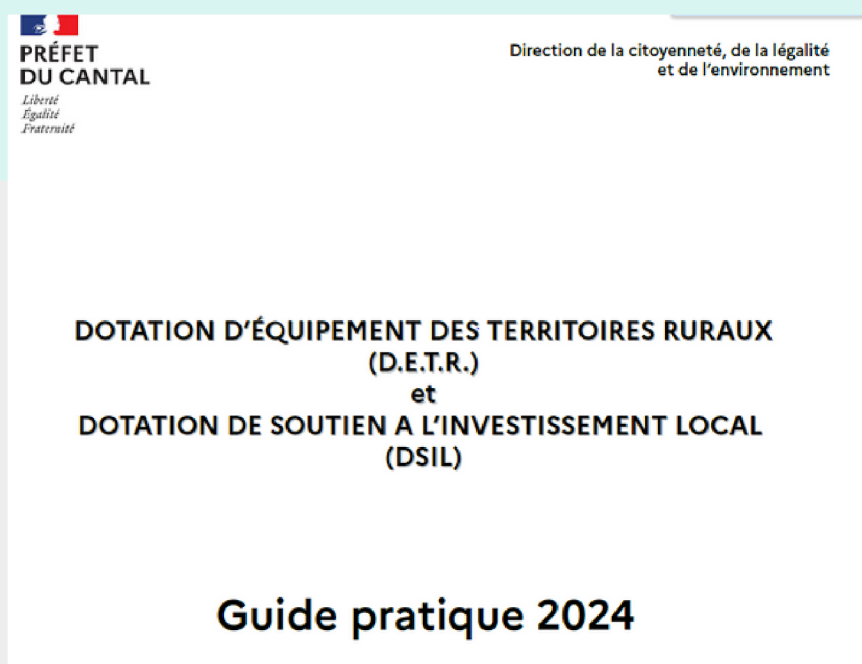 PRÉFET
DU CANTAL
Liberté
Égalité
Fraternité
Direction de la citoyenneté, de la légalité
et de l'environnement
DOTATION D'ÉQUIPEMENT DES TERRITOIRES RURAUX
(D.E.T.R.)
et
DOTATION DE SOUTIEN A L'INVESTISSEMENT LOCAL
(DSIL)
Guide pratique 2024